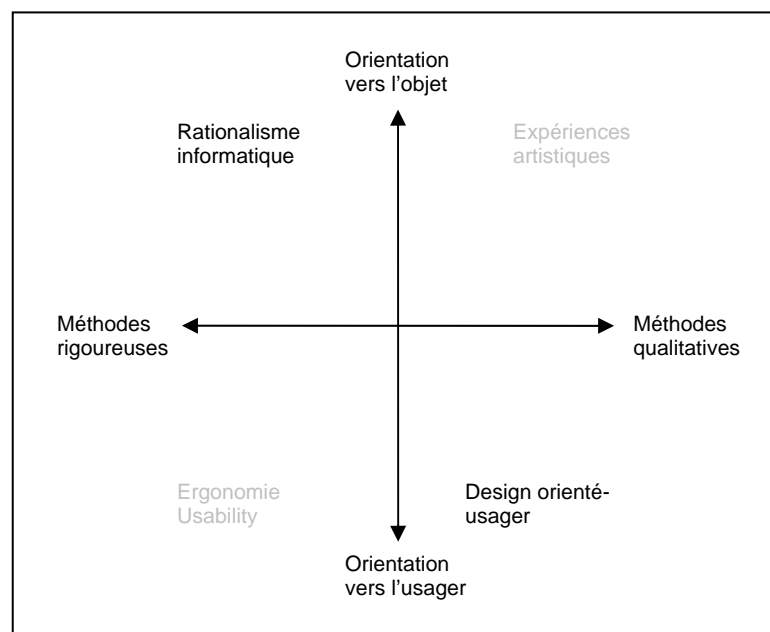 Orientation
vers l'objet
Rationalisme
informatique
Expériences
artistiques
Méthodes
rigoureuses
Méthodes
qualitatives
Ergonomie
Usability
Design orienté-
usager
Orientation
vers l'usager